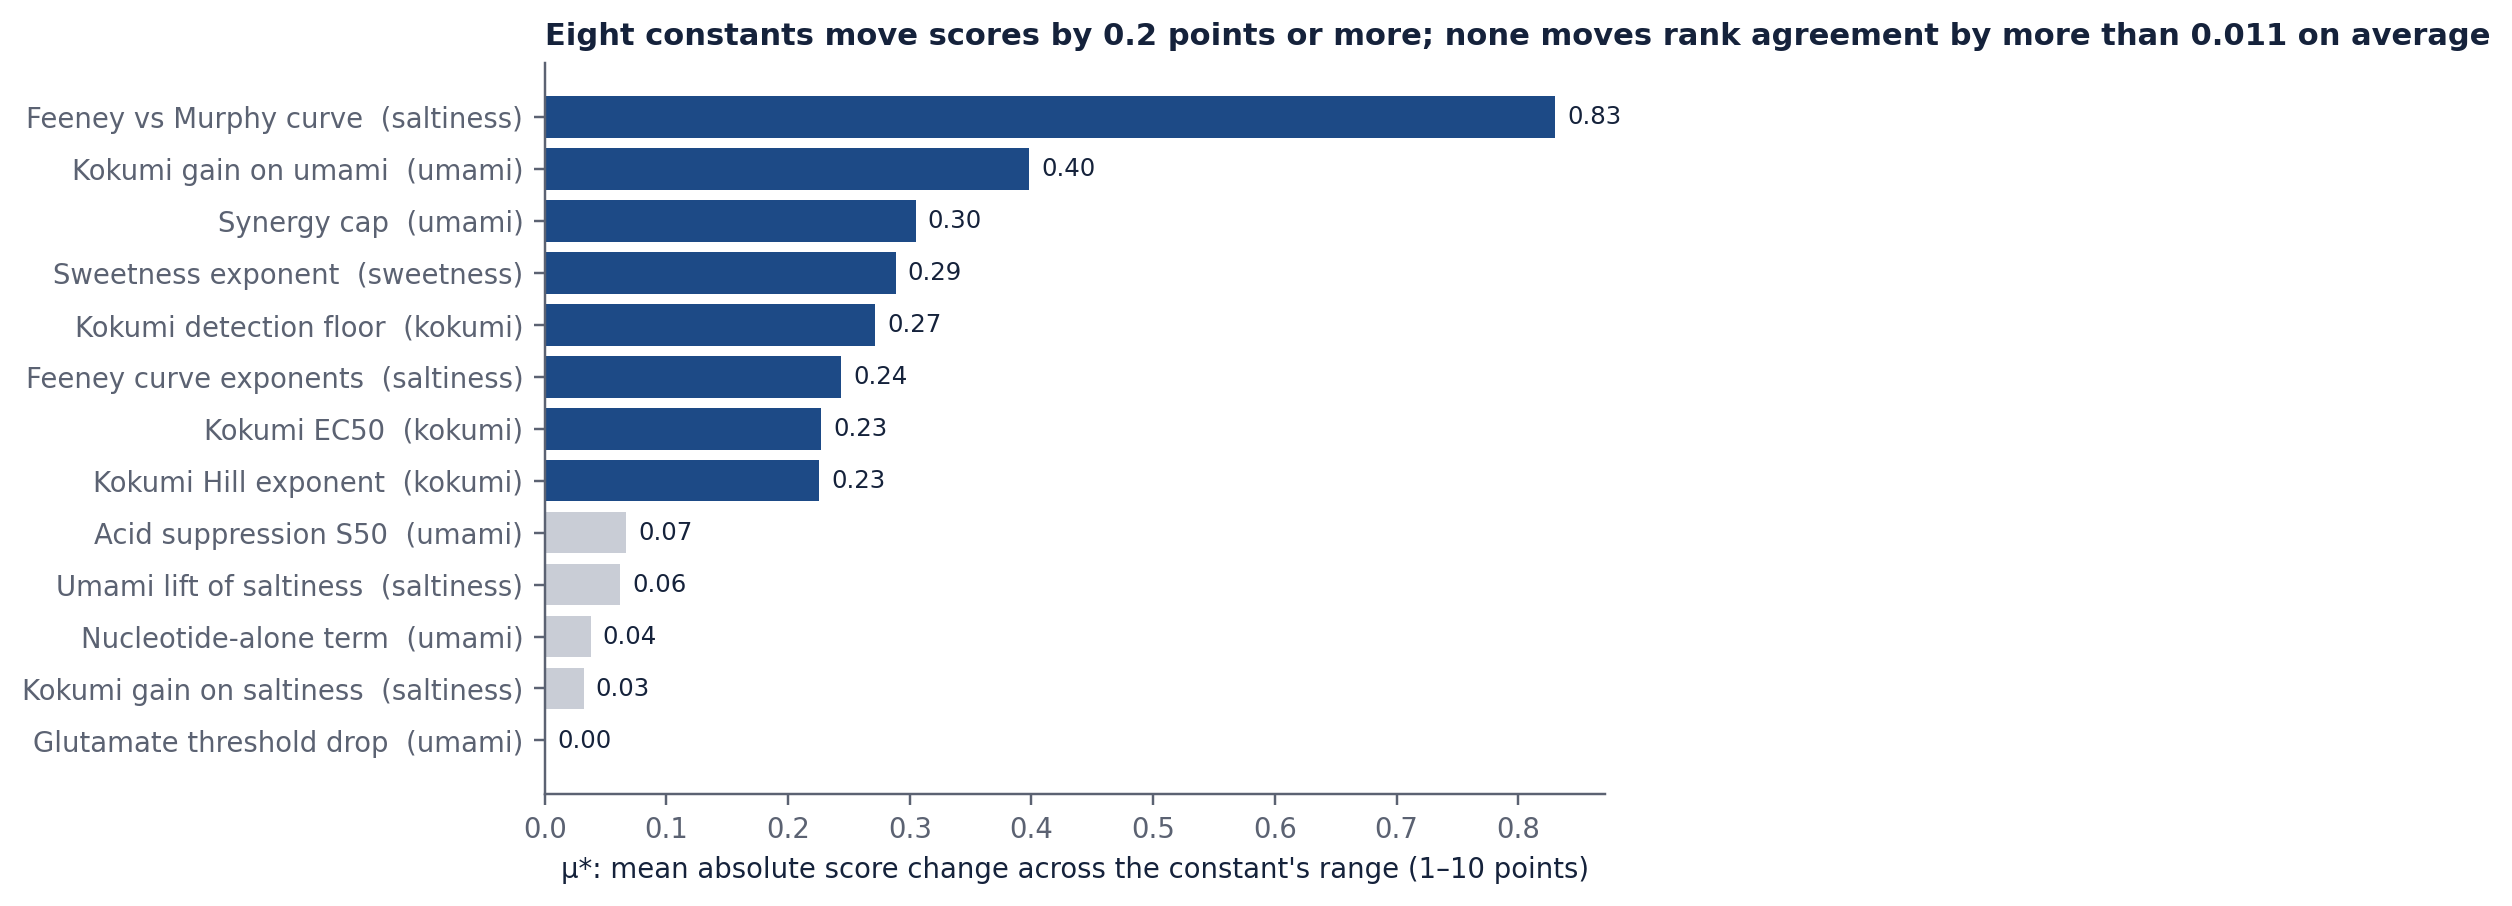 Eight constants move scores by 0.2 points or more; none moves rank agreement by more than 0.011 on average
Feeney vs Murphy curve  (saltiness) 0.83
Kokumi gain on umami  (umami) 0.40
Synergy cap  (umami) 0.30
Sweetness exponent  (sweetness) 0.29
Kokumi detection floor  (kokumi) 0.27
Feeney curve exponents  (saltiness) 0.24
Kokumi EC50  (kokumi) 0.23
Kokumi Hill exponent  (kokumi) 0.23
Acid suppression S50  (umami) 0.07
Umami lift of saltiness  (saltiness) 0.06
Nucleotide-alone term  (umami) 0.04
Kokumi gain on saltiness  (saltiness) 0.03
Glutamate threshold drop  (umami) 0.00
0.0 0.1 0.2 0.3 0.4 0.5 0.6 0.7 0.8
μ*: mean absolute score change across the constant's range (1–10 points)